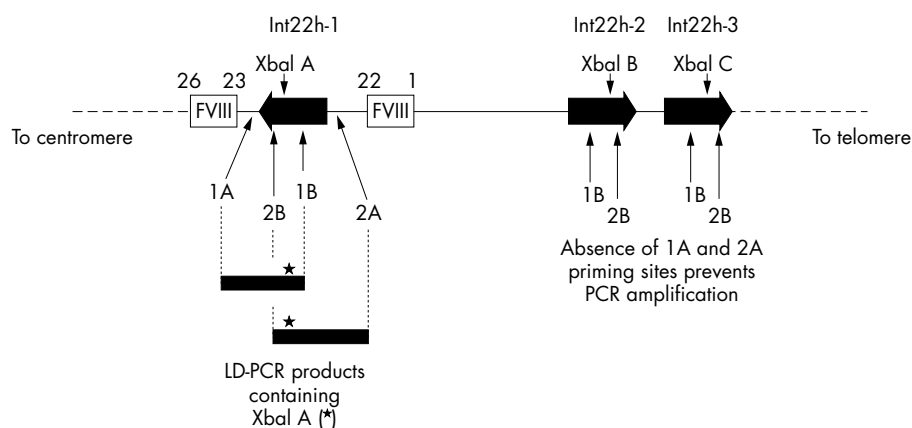 Int22h-1
Int22h-2 Int22h-3
XbaI A
XbaI B
XbaI C
26 23
22 1
FVIII
FVIII
To centromere
To telomere
1A
2B
1B
2A
1B
2B
1B
2B
Absence of 1A and 2A
priming sites prevents
PCR amplification
★
★
LD-PCR products
containing
XbaI A (★)